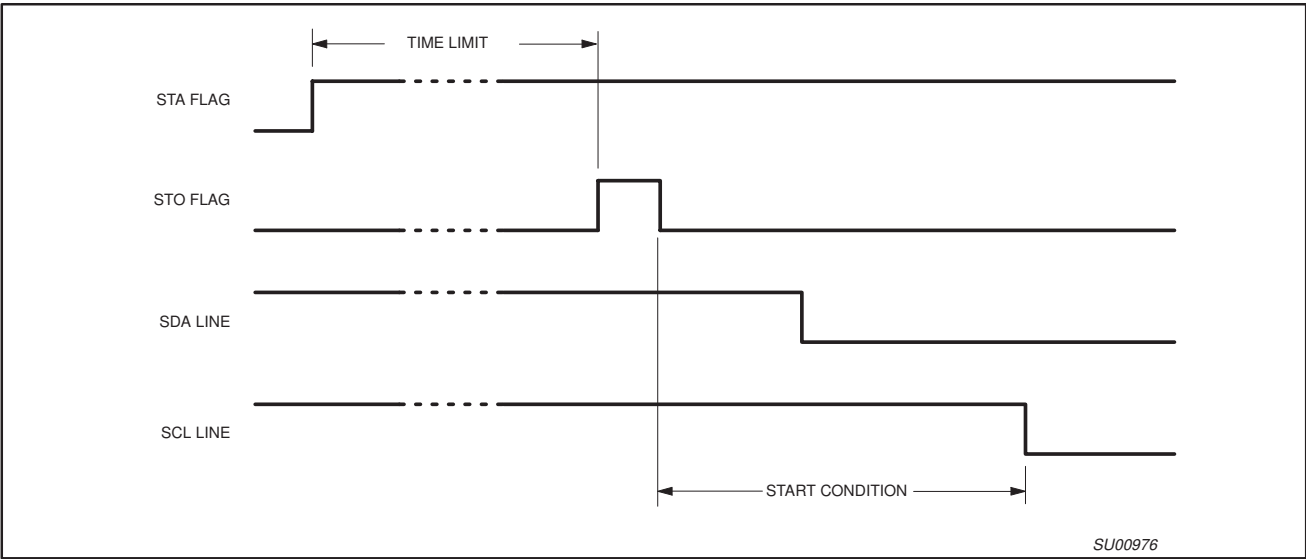 TIME LIMIT
STA FLAG
STO FLAG
SDA LINE
SCL LINE
START CONDITION
SU00976